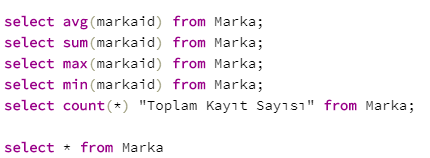 select avg(markaid) from Marka;
select sum(markaid) from Marka;
select max(markaid) from Marka;
select min(markaid) from Marka;
select count(*) "Toplam Kayıt Sayısı" from Marka;
select * from Marka